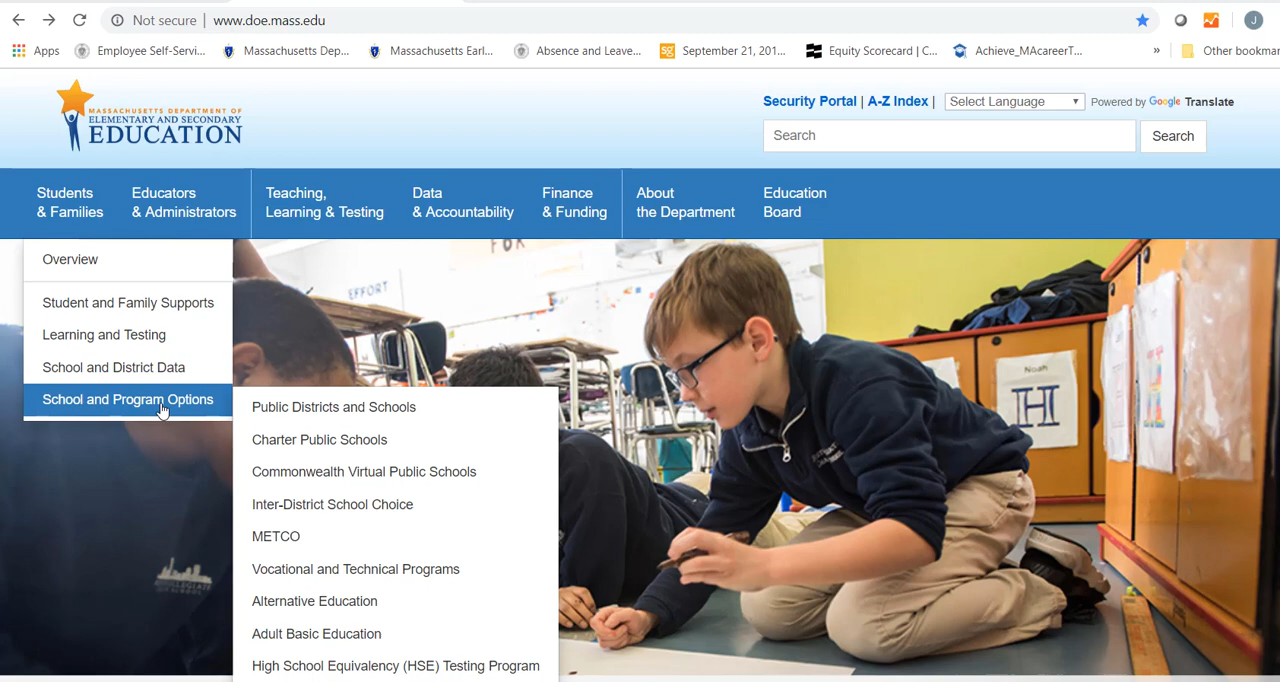 Not secure | www.doe.mass.edu
J
Apps
Employee Self-Servi...
Massachusetts Dep...
Massachusetts Earl...
Absence and Leave...
sg September 21, 201...
Equity Scorecard | C...
Achieve_MAcareerT...
»
Other bookmar
MASSACHUSETTS DEPARTMENT OF
ELEMENTARY AND SECONDARY
EDUCATION
Security Portal | A-Z Index |
Select Language
Powered by Google Translate
Search
Search
Students
& Families
Educators
& Administrators
Teaching,
Learning & Testing
Data
& Accountability
Finance
& Funding
About
the Department
Education
Board
Overview
Student and Family Supports
Learning and Testing
School and District Data
School and Program Options
Public Districts and Schools
Charter Public Schools
Commonwealth Virtual Public Schools
Inter-District School Choice
METCO
Vocational and Technical Programs
Alternative Education
Adult Basic Education
High School Equivalency (HSE) Testing Program
FOR
EFFORT
Noah
H